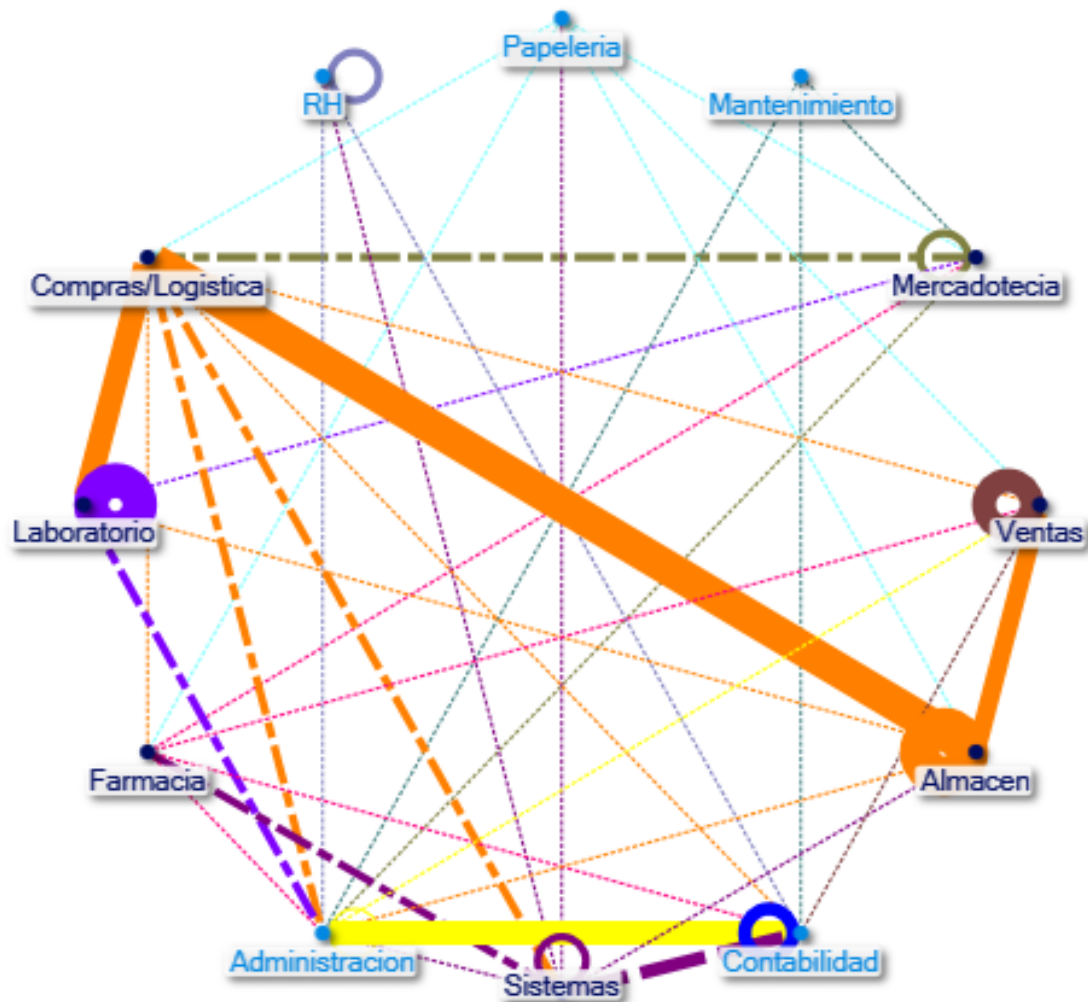 Papeleria
RH
Mantenimiento
Compras/Logistica
Mercadotecia
Laboratorio
Ventas
Farmacia
Almacen
Administracion
Sistemas
Contabilidad